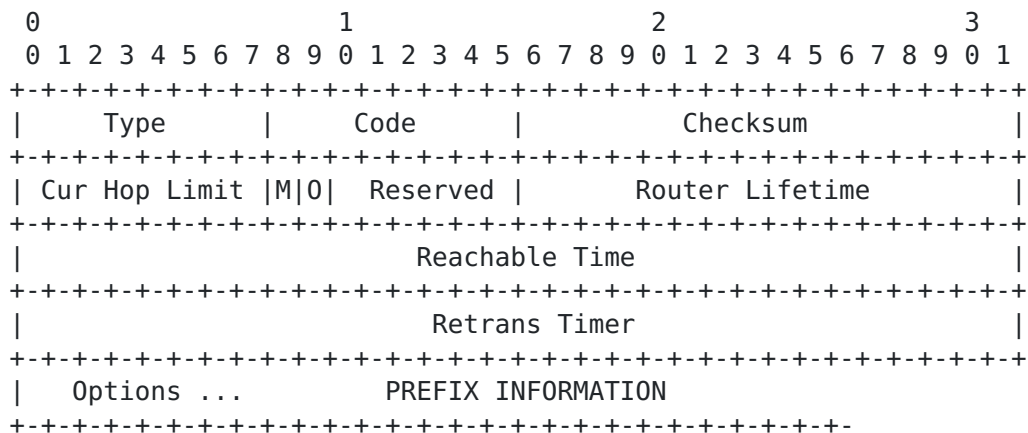 0                   1                   2                   3
 0 1 2 3 4 5 6 7 8 9 0 1 2 3 4 5 6 7 8 9 0 1 2 3 4 5 6 7 8 9 0 1
+-+-+-+-+-+-+-+-+-+-+-+-+-+-+-+-+-+-+-+-+-+-+-+-+-+-+-+-+-+-+-+-+
|     Type      |     Code      |          Checksum             |
+-+-+-+-+-+-+-+-+-+-+-+-+-+-+-+-+-+-+-+-+-+-+-+-+-+-+-+-+-+-+-+-+
| Cur Hop Limit |M|O|  Reserved |       Router Lifetime         |
+-+-+-+-+-+-+-+-+-+-+-+-+-+-+-+-+-+-+-+-+-+-+-+-+-+-+-+-+-+-+-+-+
|                         Reachable Time                        |
+-+-+-+-+-+-+-+-+-+-+-+-+-+-+-+-+-+-+-+-+-+-+-+-+-+-+-+-+-+-+-+-+
|                          Retrans Timer                        |
+-+-+-+-+-+-+-+-+-+-+-+-+-+-+-+-+-+-+-+-+-+-+-+-+-+-+-+-+-+-+-+-+
|   Options ...         PREFIX INFORMATION
+-+-+-+-+-+-+-+-+-+-+-+-+-+-+-+-+-+-+-+-+-+-+-+-+-+-+-